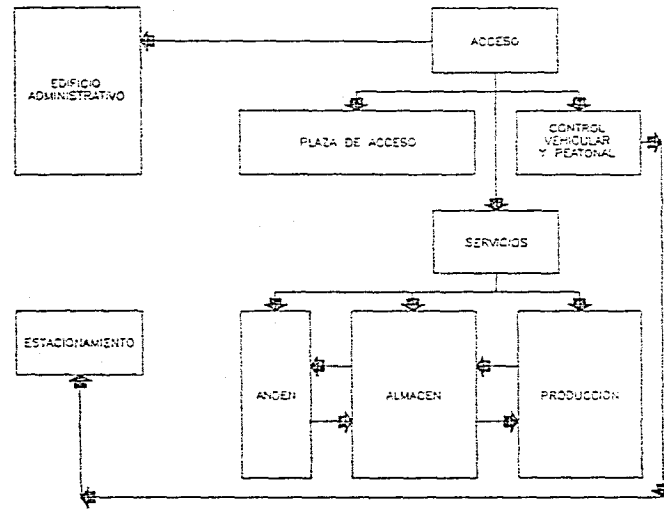 ACCESO
EDIFICIO
ADMINISTRATIVO
PLAZA DE ACCESO
CONTROL
VEHICULAR
Y PEATONAL
SERVICIOS
ESTACIONAMIENTO
ANDEN
ALMACEN
PRODUCCION